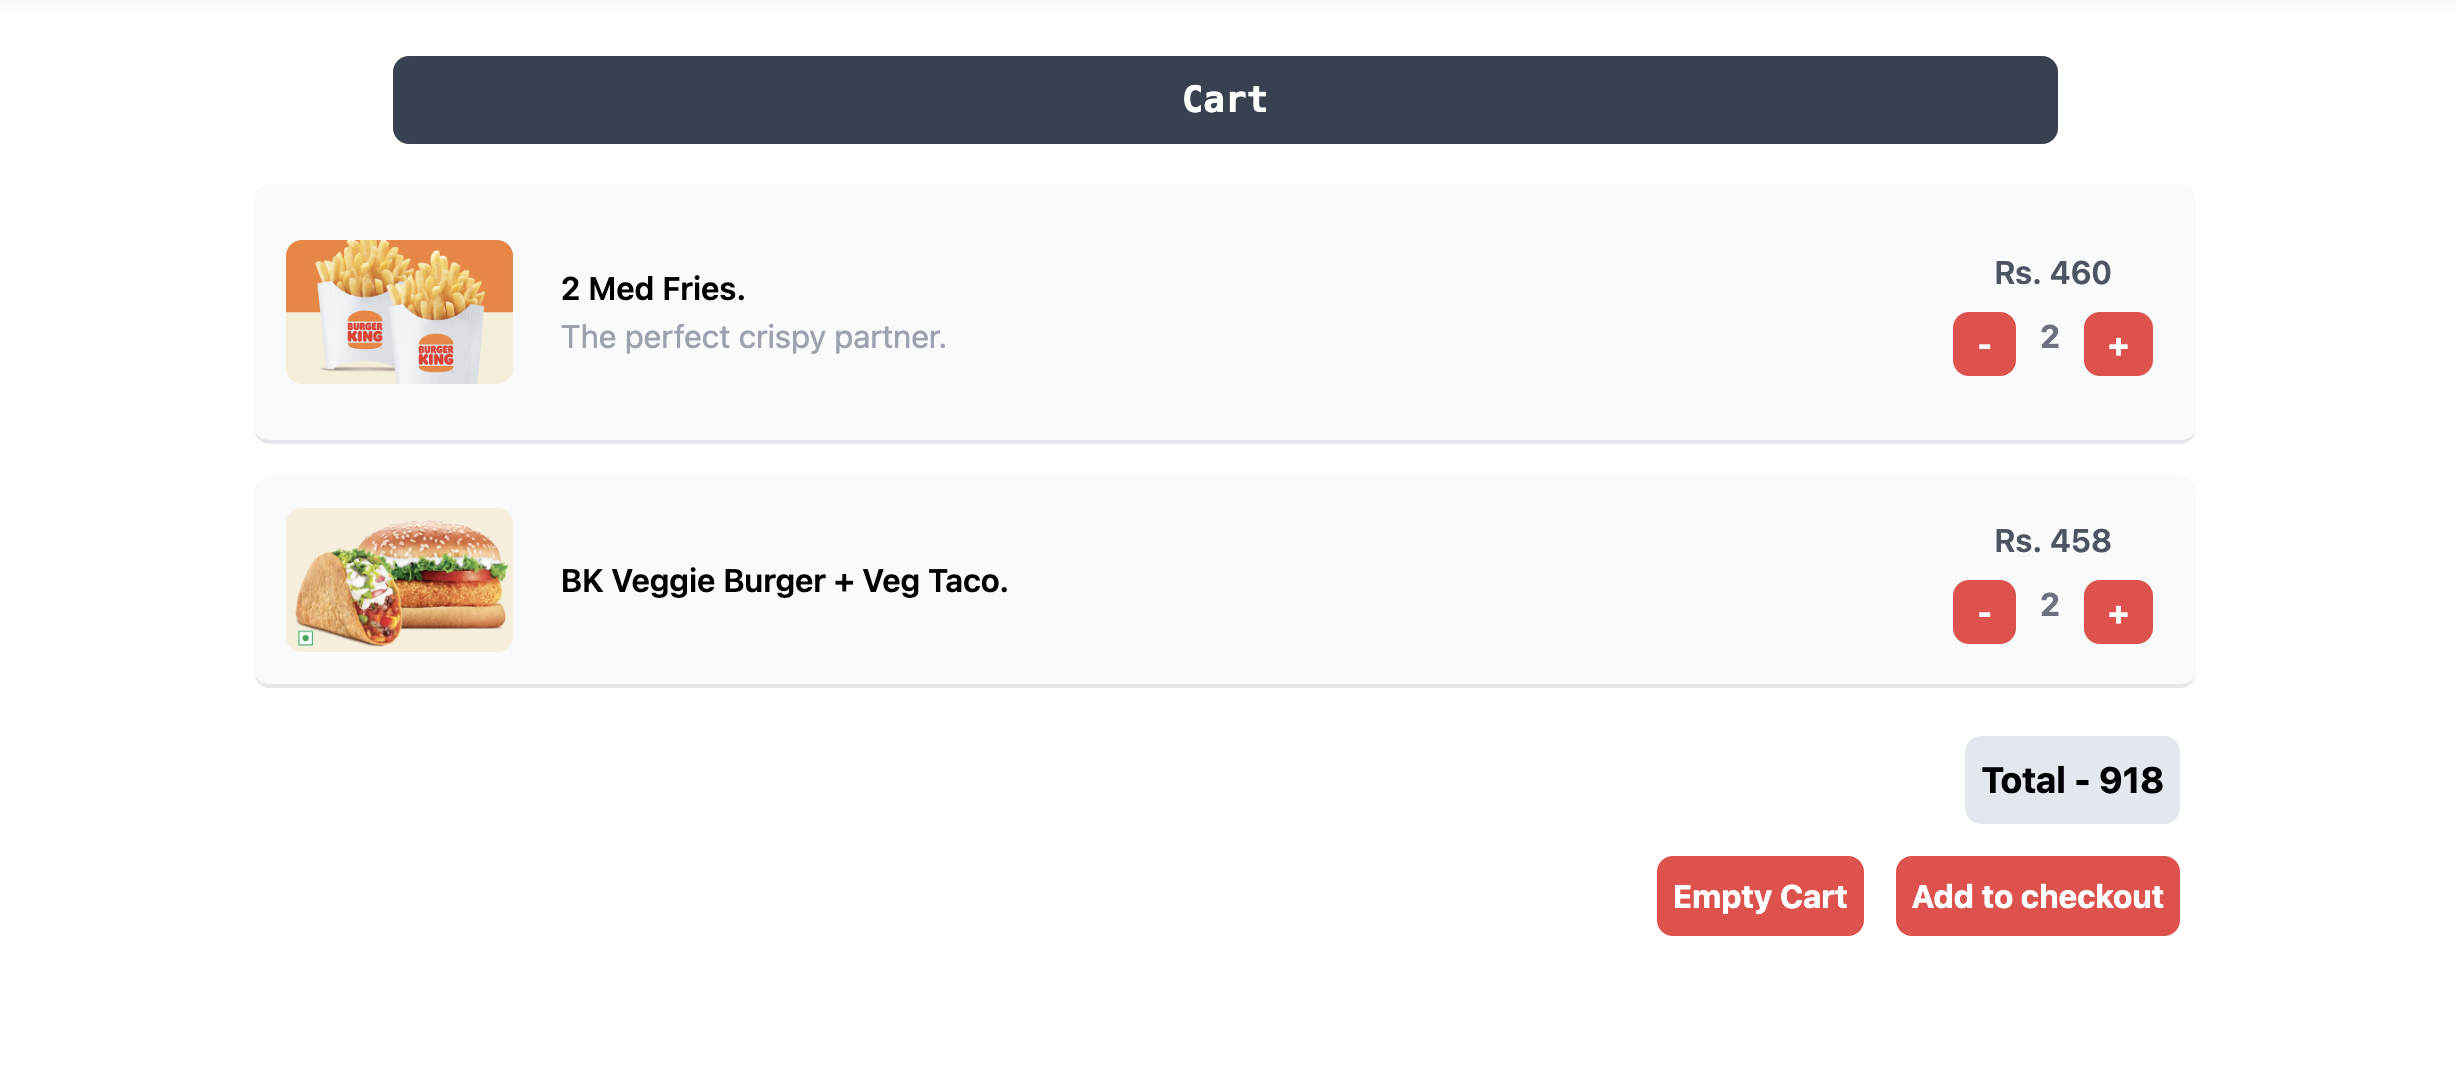 Cart
BURGER
KING
BURGER
KING
2 Med Fries.
The perfect crispy partner.
Rs. 460
- 2 +
BK Veggie Burger + Veg Taco.
Rs. 458
- 2 +
Total - 918
Empty Cart
Add to checkout